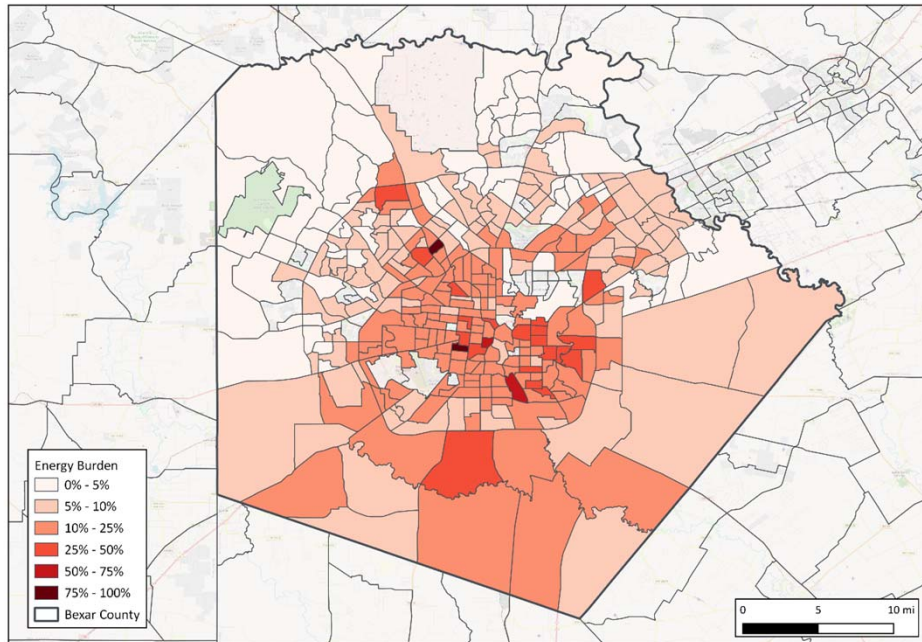 Energy Burden
0% - 5%
5% - 10%
10% - 25%
25% - 50%
50% - 75%
75% - 100%
Bexar County
0 5 10 mi